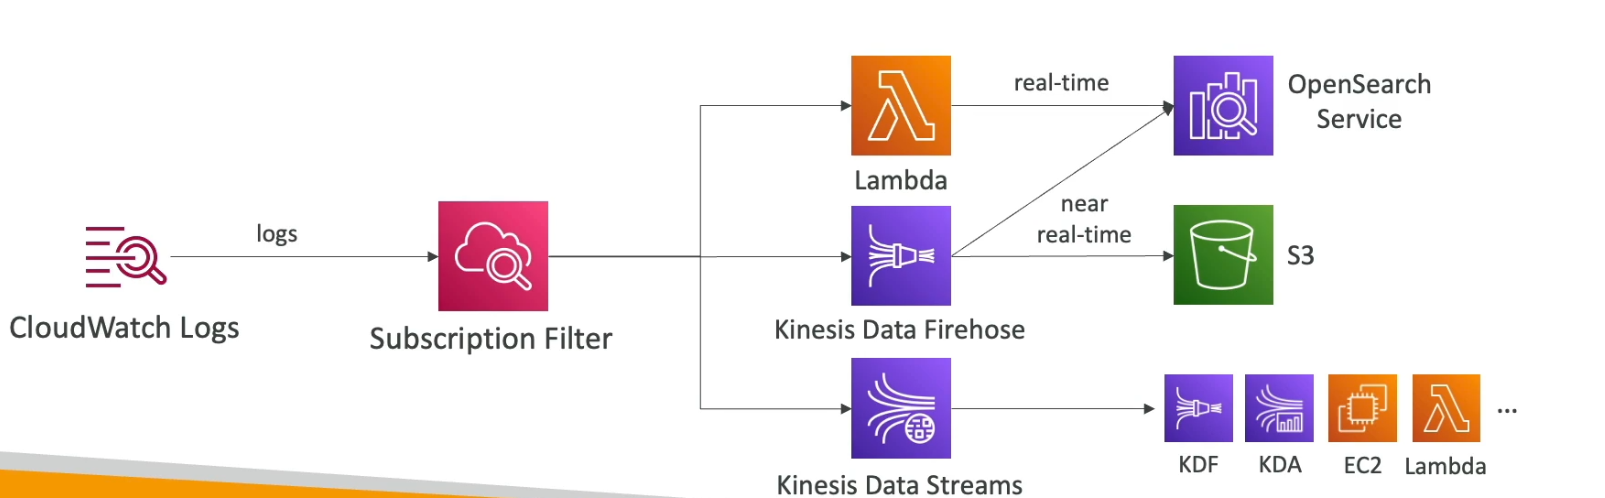 real-time
OpenSearch
Service
Lambda
near
real-time
logs
S3
CloudWatch Logs
Subscription Filter
Kinesis Data Firehose
...
KDF
KDA
EC2
Lambda
Kinesis Data Streams